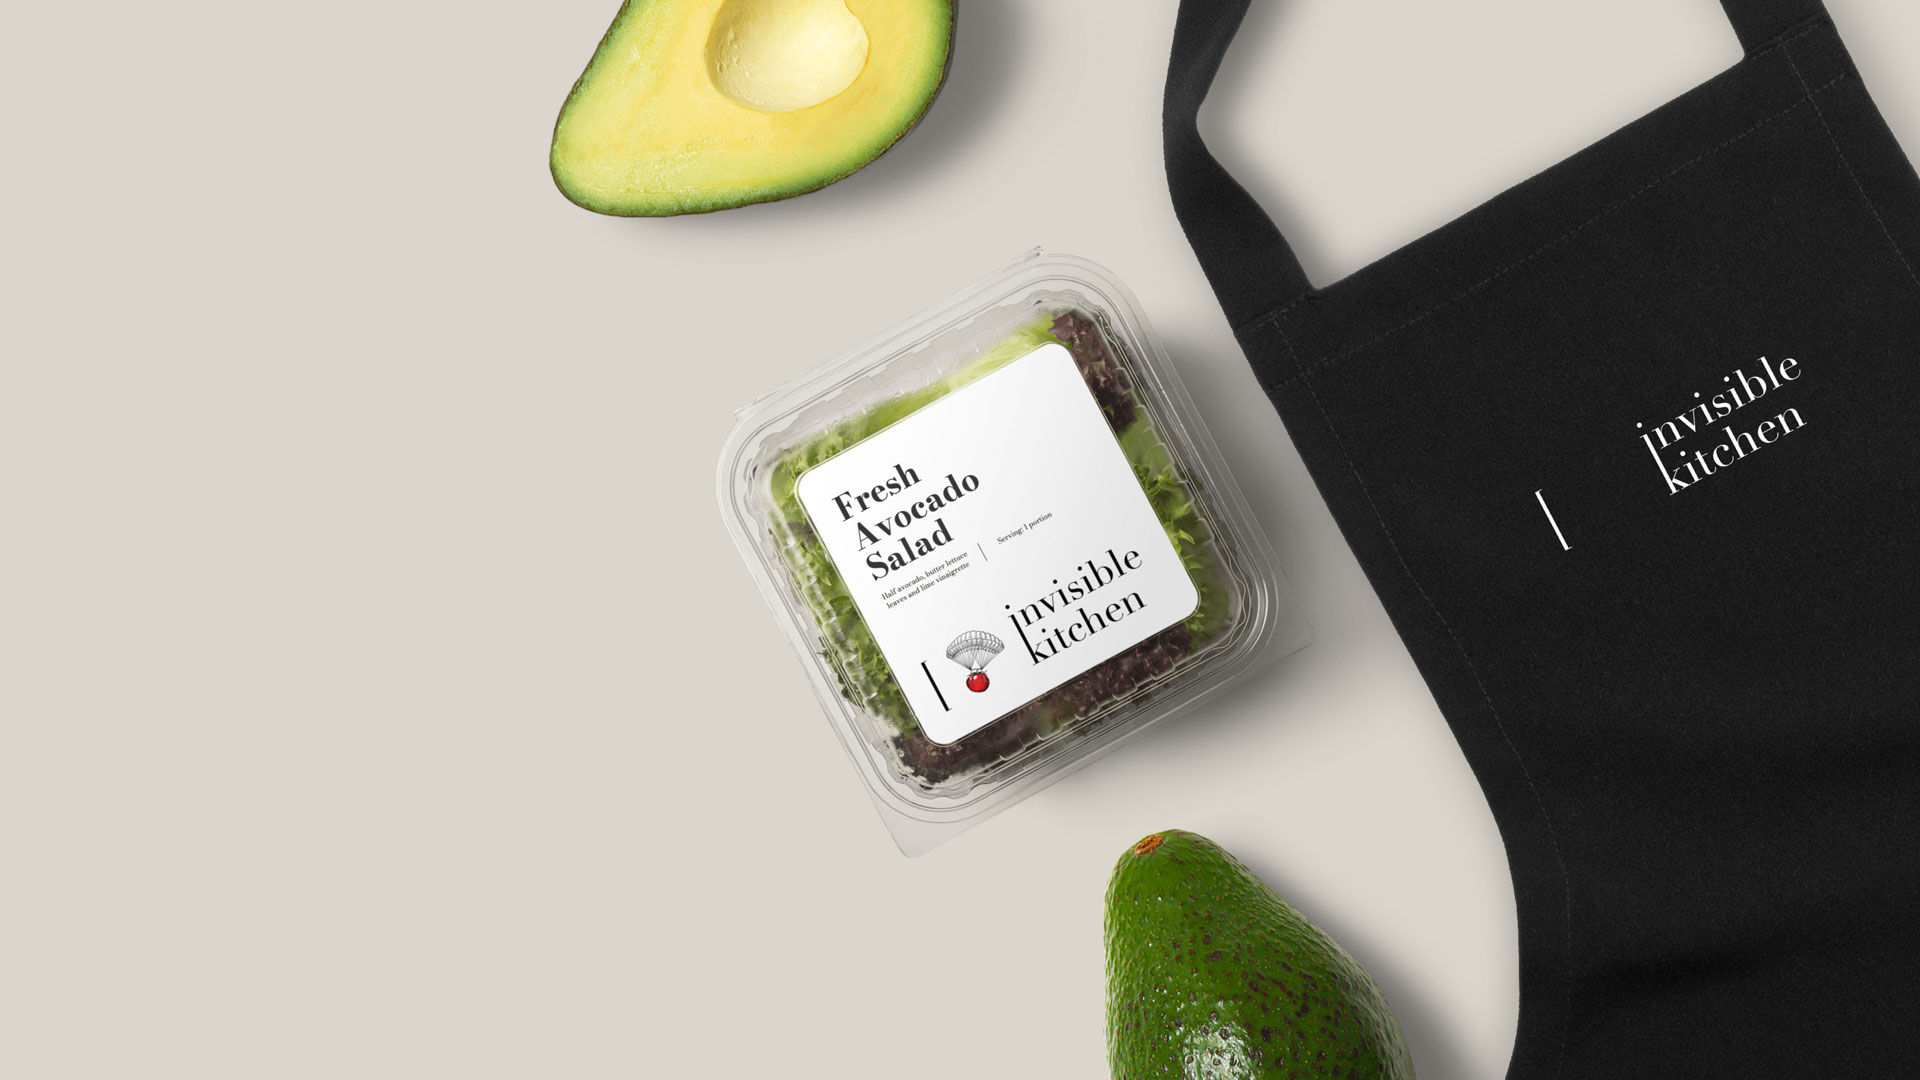 Fresh
Avocado
Salad
Half avocado, butter lettuce
leaves and lime vinaigrette
Serving: 1 portion
invisible
kitchen
invisible
kitchen